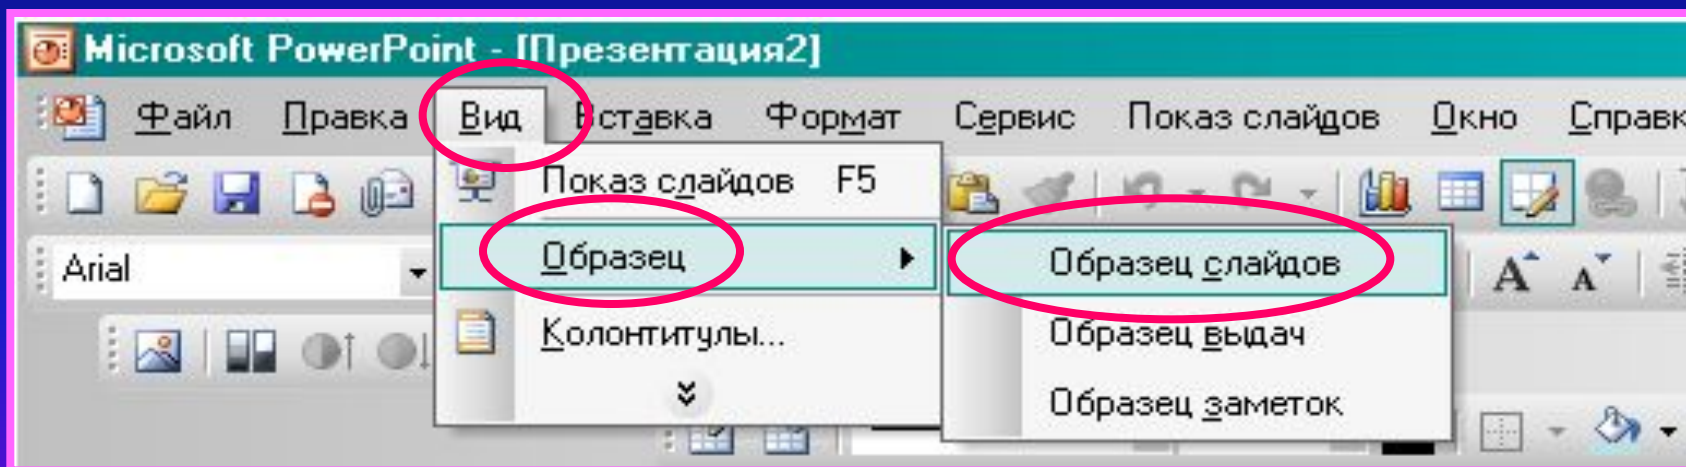 Microsoft PowerPoint - [Презентация2]
Файл Правка Вид Вставка Формат Сервис Показ слайдов Окно Справк
Показ слайдов F5
Arial
Образец
Образец слайдов
Колонтитулы...
Образец выдач
Образец заметок